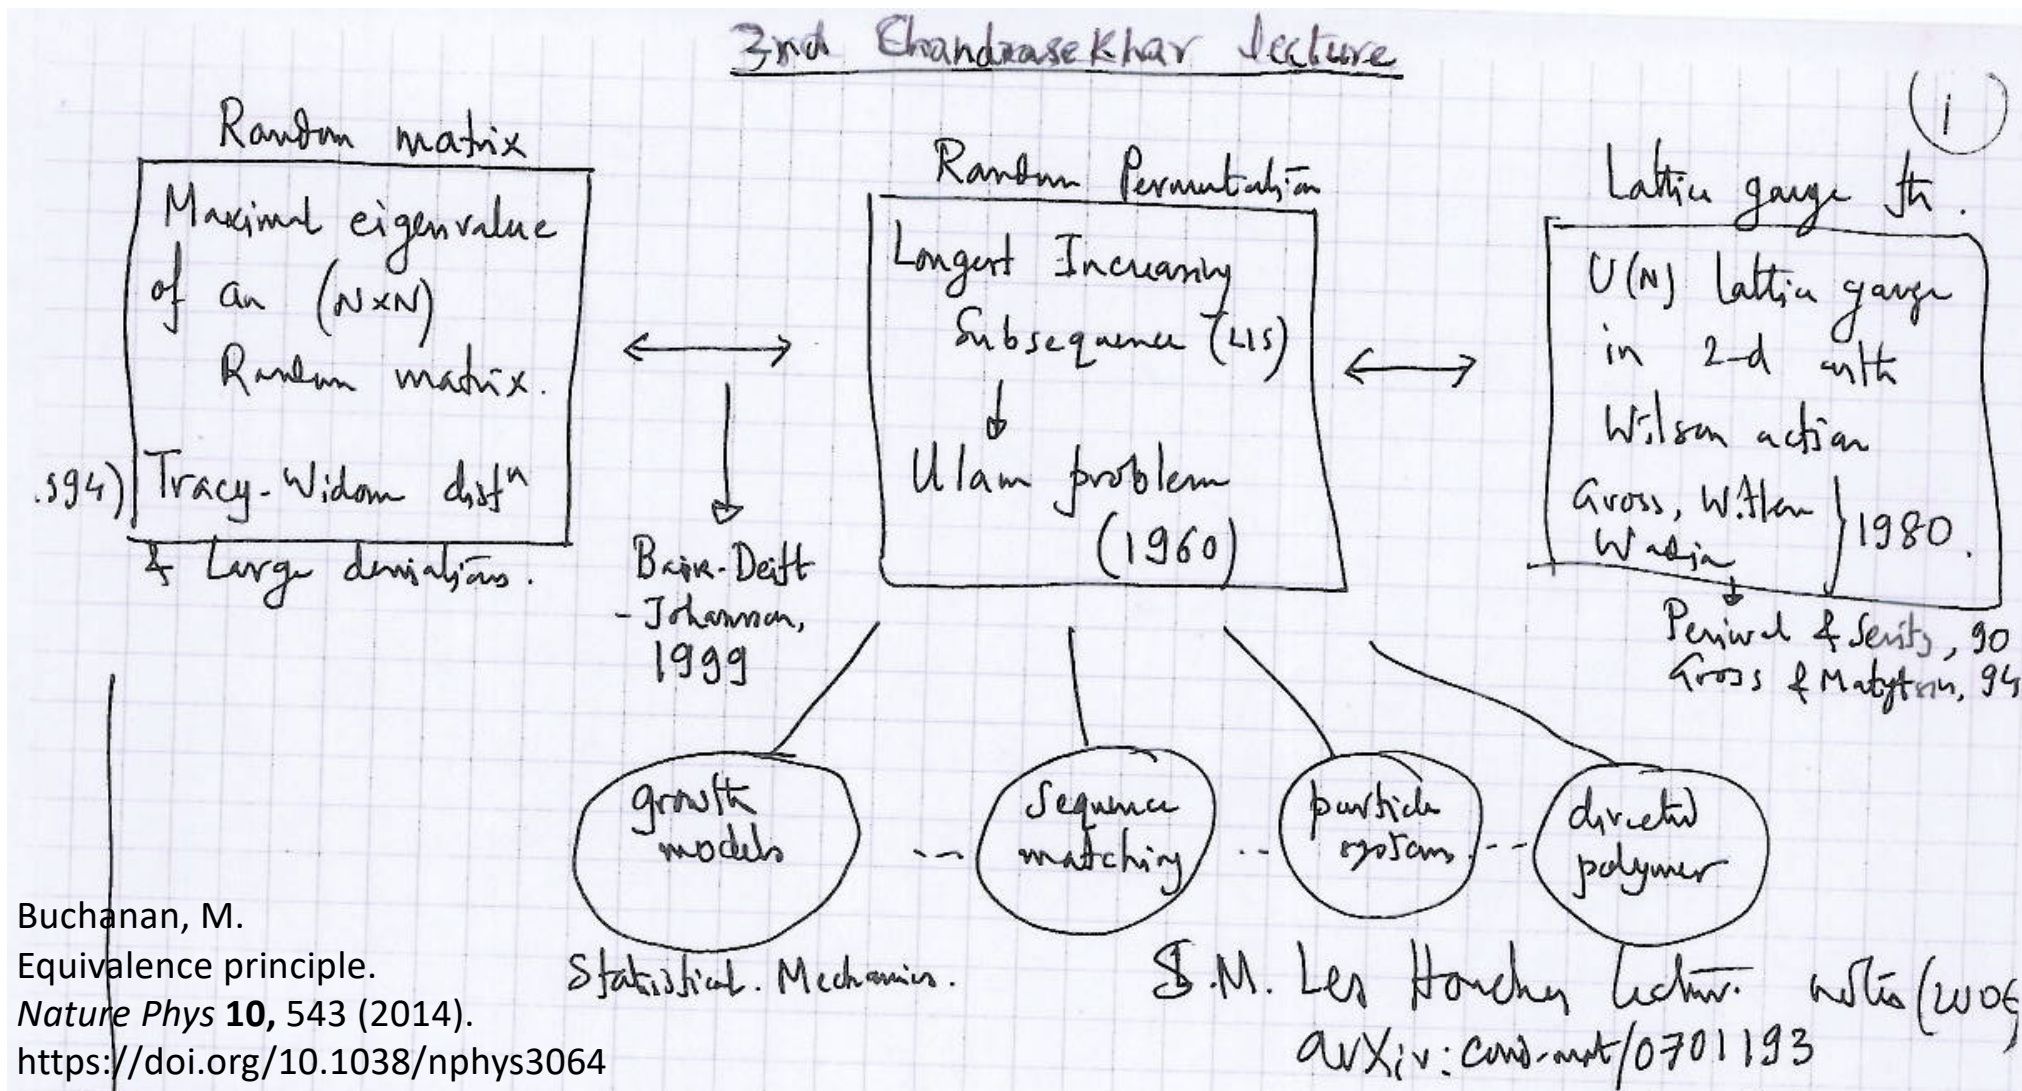 2nd Chandrasekhar Lecture
1
Random matrix
Maximal eigenvalue
of an (N×N)
Random matrix.
.994) Tracy-Widom distⁿ
& Large deviations.
Baik-Deift
- Johansson,
1999
Random Permutation
Longest Increasing
Subsequence (LIS)
Ulam problem
(1960)
Lattice gauge th.
U(N) lattice gauge
in 2-d with
Wilson action
Gross, Witten
Wadia } 1980.
Periwal & Sevitz, 90
Gross & Matytsin, 94
growth
models
Sequence
matching
particle
systems
directed
polymer
Statistical. Mechanics.
S.M. Les Houches lecture notes (2006
arXiv: cond-mat/0701193
Buchanan, M.
Equivalence principle.
Nature Phys 10, 543 (2014).
https://doi.org/10.1038/nphys3064